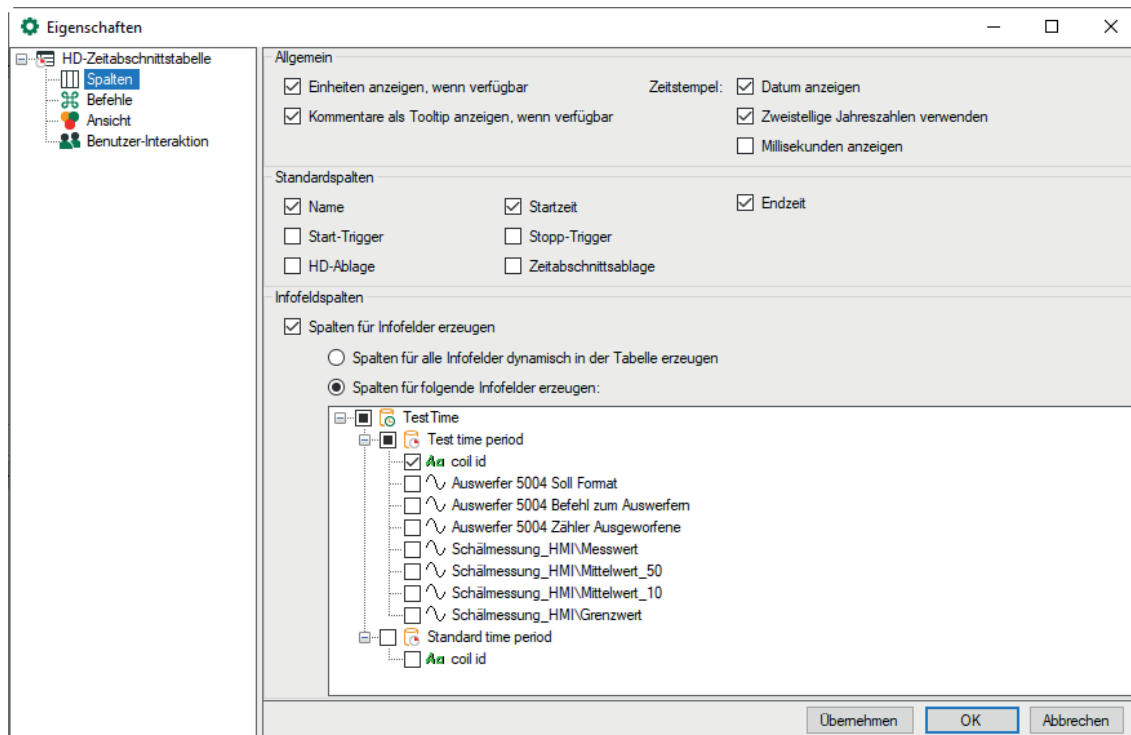 Eigenschaften
HD-Zeitabschnittstabelle
Spalten
Befehle
Ansicht
Benutzer-Interaktion
Allgemein
Einheiten anzeigen, wenn verfügbar
Zeitstempel:
Datum anzeigen
Kommentare als Tooltip anzeigen, wenn verfügbar
Zweistellige Jahreszahlen verwenden
Millisekunden anzeigen
Standardspalten
Name
Startzeit
Endzeit
Start-Trigger
Stopp-Trigger
HD-Ablage
Zeitabschnittsablage
Infofeldspalten
Spalten für Infofelder erzeugen
Spalten für alle Infofelder dynamisch in der Tabelle erzeugen
Spalten für folgende Infofelder erzeugen:
TestTime
Test time period
Aa coil id
Auswerfer 5004 Soll Format
Auswerfer 5004 Befehl zum Auswerfern
Auswerfer 5004 Zähler Ausgeworfene
Schälmessung_HMI\Messwert
Schälmessung_HMI\Mittelwert_50
Schälmessung_HMI\Mittelwert_10
Schälmessung_HMI\Grenzwert
Standard time period
Aa coil id
Übernehmen
OK
Abbrechen